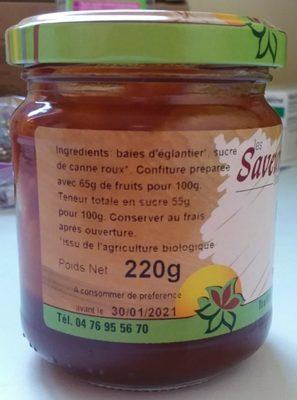 Ingrédients baies d'églantier* sucre
de canne roux*. Confiture préparée
avec 65g de fruits pour 100g.
Teneur totale en sucre 55g
pour 100g. Conserver au frais
après ouverture.
*issu de l'agriculture biologique
Poids Net 220g
A consommer de préférence
avant le 30/01/2021
Tél. 04 76 95 56 70
les